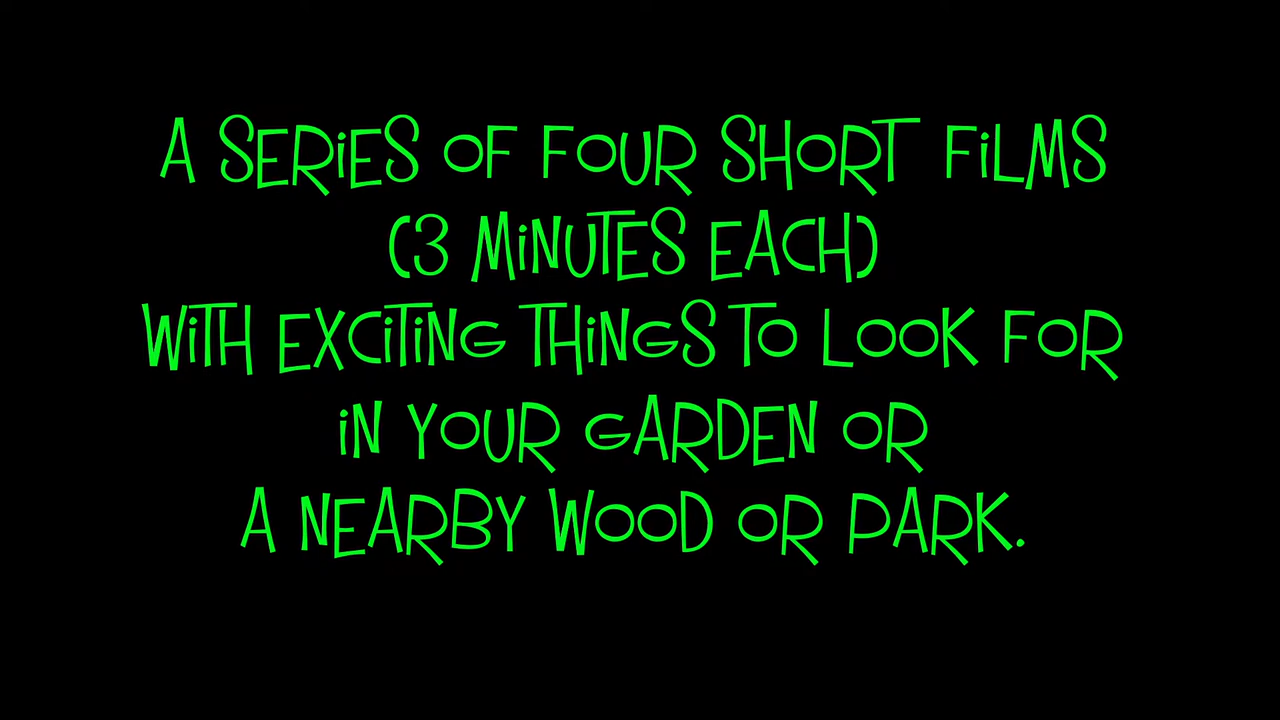 A SERiES OF FOUR SHORT FiLMS
(3 MiNUTES EACH)
WiTH EXCiTiNG THiNGS TO LOOK FOR
iN YOUR GARDEN OR
A NEARBY WOOD OR PARK.